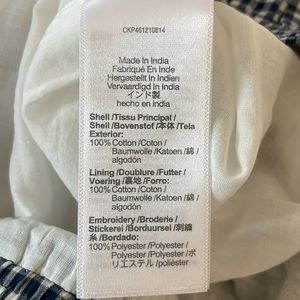 CKP461210814
Made In India
Fabriqué En Inde
Hergestellt In Indien
Vervaardigd In India
インド製
hecho en india
Shell /Tissu Principal /
Shell /Bovenstof /本体 /Tela
Exterior:
100% Cotton /Coton /
Baumwolle /Katoen /綿 /
algodón
Lining /Doublure /Futter /
Voering /裏地 /Forro:
100% Cotton /Coton /
Baumwolle /Katoen /綿 /
algodón
Embroidery /Broderie /
Stickerei /Borduursel /刺繍
糸 /Bordado:
100% Polyester /Polyester /
Polyester /Polyester /ポ
リエステル /poliéster